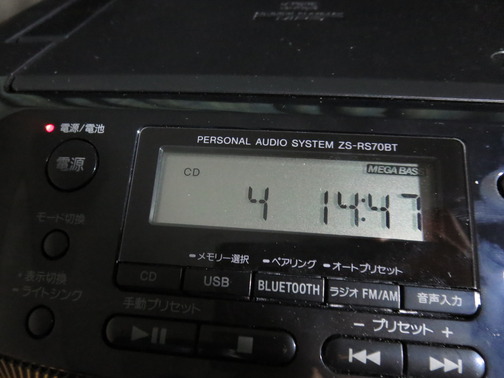 電源/電池
PERSONAL AUDIO SYSTEM ZS-RS70BT
電源
CD
MEGA BASS
4 14:47
モード切換
メモリー選択 ペアリング オートプリセット
表示切換
ライトシンク
CD USB BLUETOOTH ラジオ FM/AM 音声入力
手動プリセット
− プリセット +